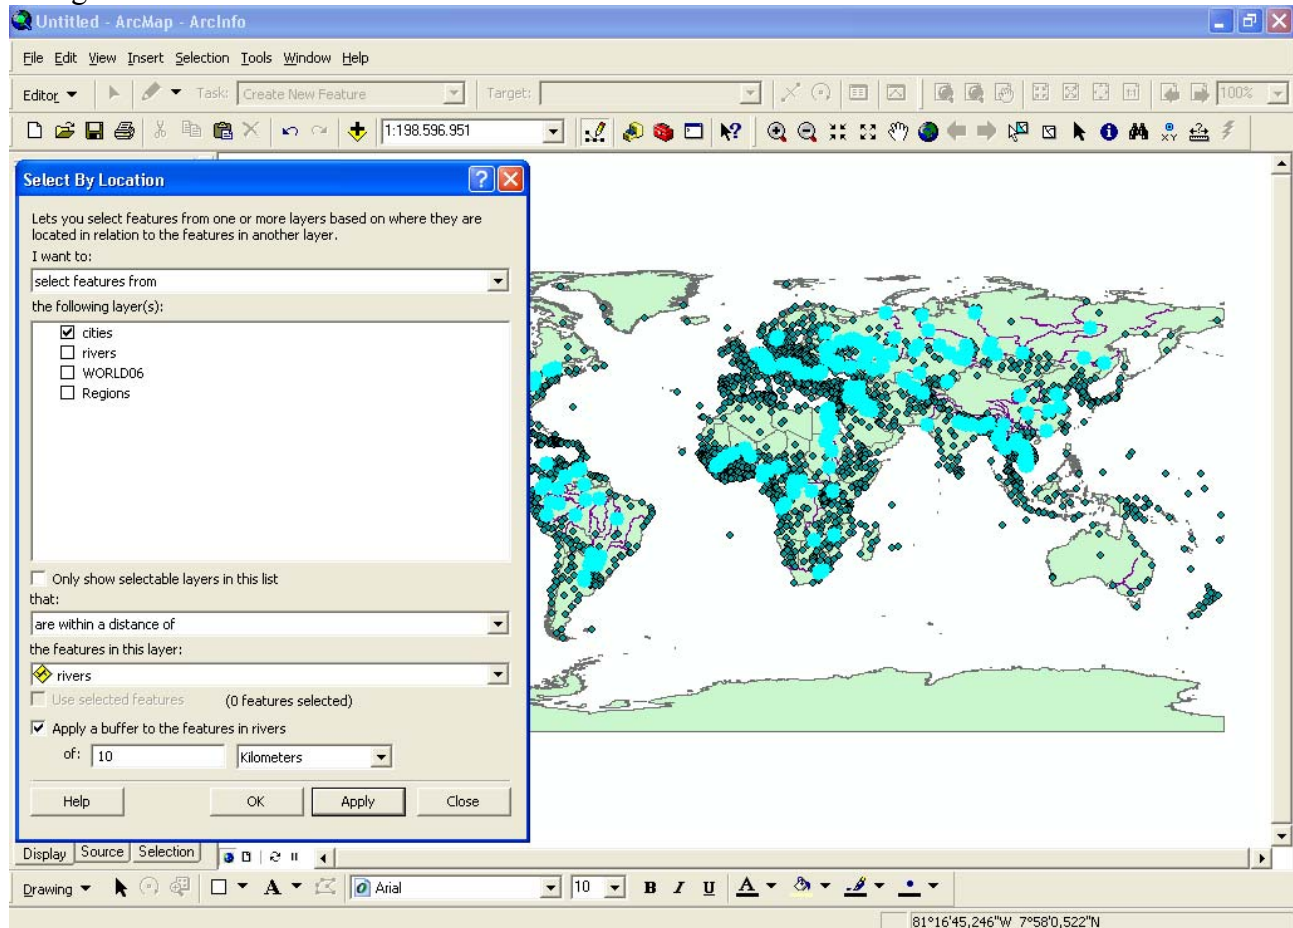 Untitled - ArcMap - ArcInfo
File Edit View Insert Selection Tools Window Help
Editor Task: Create New Feature Target: 100%
1:198.596.951
Select By Location
Lets you select features from one or more layers based on where they are
located in relation to the features in another layer.
I want to:
select features from
the following layer(s):
cities
rivers
WORLD06
Regions
Only show selectable layers in this list
that:
are within a distance of
the features in this layer:
rivers
Use selected features (0 features selected)
Apply a buffer to the features in rivers
of: 10 Kilometers
Help OK Apply Close
Display Source Selection
Drawing A Arial 10 B I U A
81°16'45,246"W 7°58'0,522"N